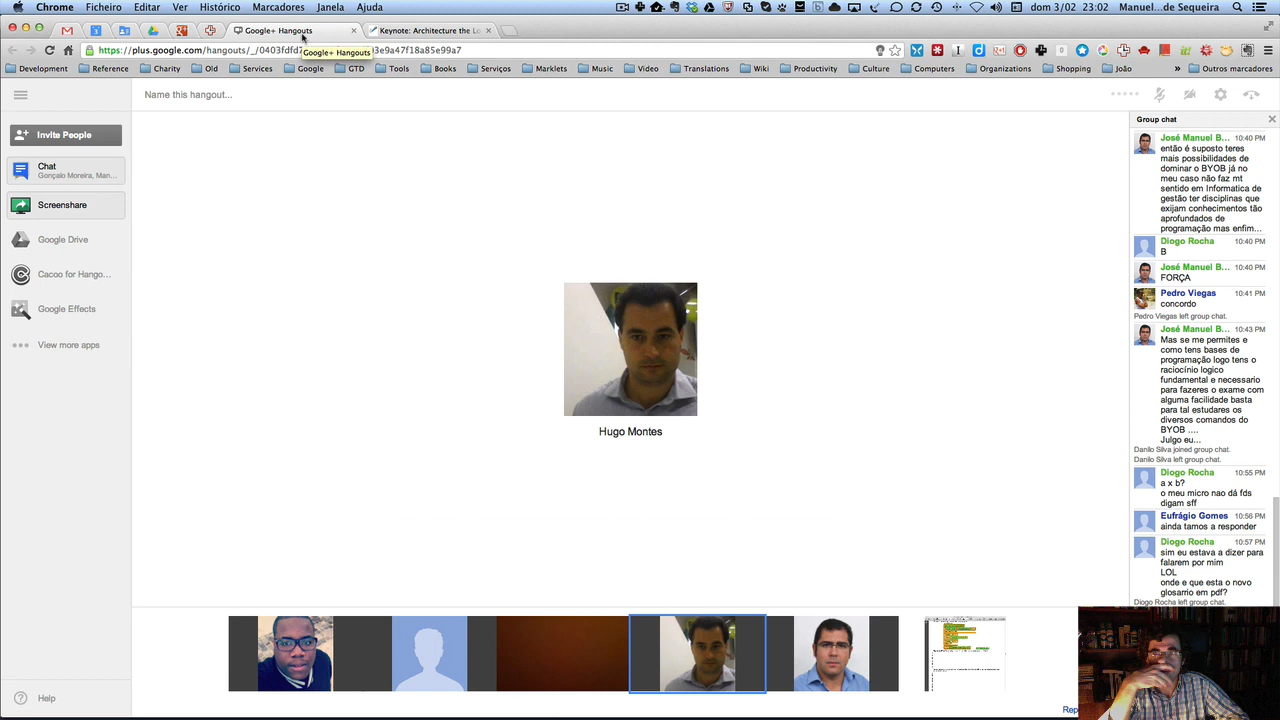 Chrome Ficheiro Editar Ver Histórico Marcadores Janela Ajuda dom 3/02 23:02 Manuel...de Sequeira
Google+ Hangouts
Keynote: Architecture the Lo
https://plus.google.com/hangouts/_/0403fdfd
3e9a47f18a85e99a7
Google+ Hangouts
Development Reference Charity Old Services Google GTD Tools Books Serviços Marklets Music Video Translations Wiki Productivity Culture Computers Organizations Shopping João » Outros marcadores
Name this hangout...
Invite People
Chat
Gonçalo Moreira, Man...
Screenshare
Google Drive
Cacoo for Hango...
Google Effects
View more apps
Help
Hugo Montes
Group chat
José Manuel B... 10:40 PM
então é suposto teres
mais possibilidades de
dominar o BYOB já no
meu caso não faz mt
sentido em Informatica de
gestão ter disciplinas que
exijam conhecimentos tão
aprofundados de
programação mas enfim...
Diogo Rocha 10:40 PM
B
José Manuel B... 10:40 PM
FORÇA
Pedro Viegas 10:41 PM
concordo
Pedro Viegas left group chat.
José Manuel B... 10:43 PM
Mas se me permites e
como tens bases de
programação logo tens o
raciocínio logico
fundamental e necessario
para fazeres o exame com
alguma facilidade basta
para tal estudares os
diversos comandos do
BYOB ....
Julgo eu...
Danilo Silva joined group chat.
Danilo Silva left group chat.
Diogo Rocha 10:55 PM
a x b?
o meu micro nao dá fds
digam sff
Eufrágio Gomes 10:56 PM
ainda tamos a responder
Diogo Rocha 10:57 PM
sim eu estava a dizer para
falarem por mim
LOL
onde e que esta o novo
glosarrio em pdf?
Diogo Rocha left group chat.
Rep